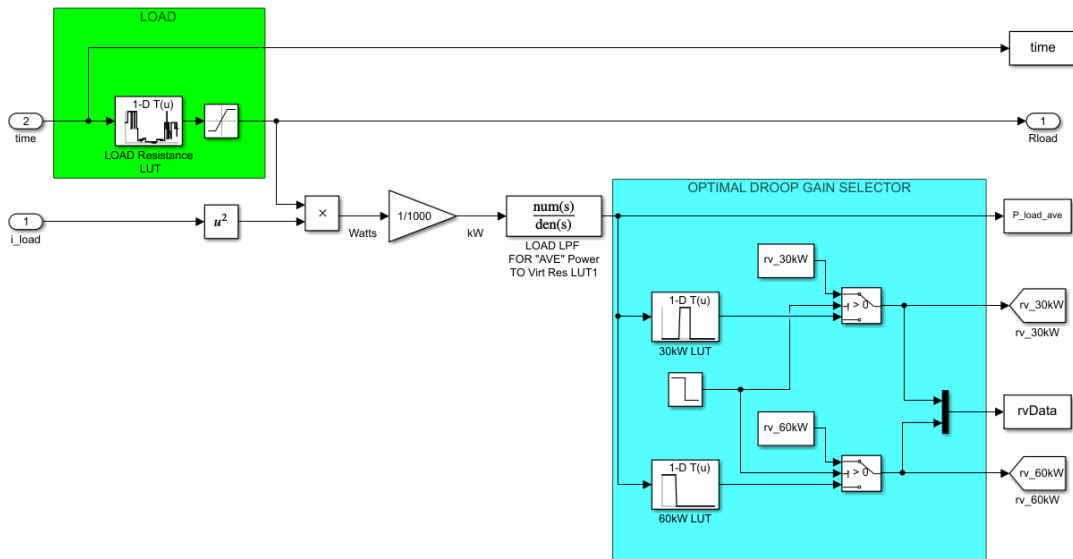 LOAD
time
1-D T(u)
2
time
LOAD Resistance
LUT
1
Rload
1
i_load
u²
×
1/1000
Watts
kW
num(s)
den(s)
LOAD LPF
FOR "AVE" Power
TO Virt Res LUT1
OPTIMAL DROOP GAIN SELECTOR
P_load_ave
rv_30kW
1-D T(u)
> 0
30kW LUT
rv_30kW
rv_30kW
rv_60kW
rvData
1-D T(u)
> 0
60kW LUT
rv_60kW
rv_60kW